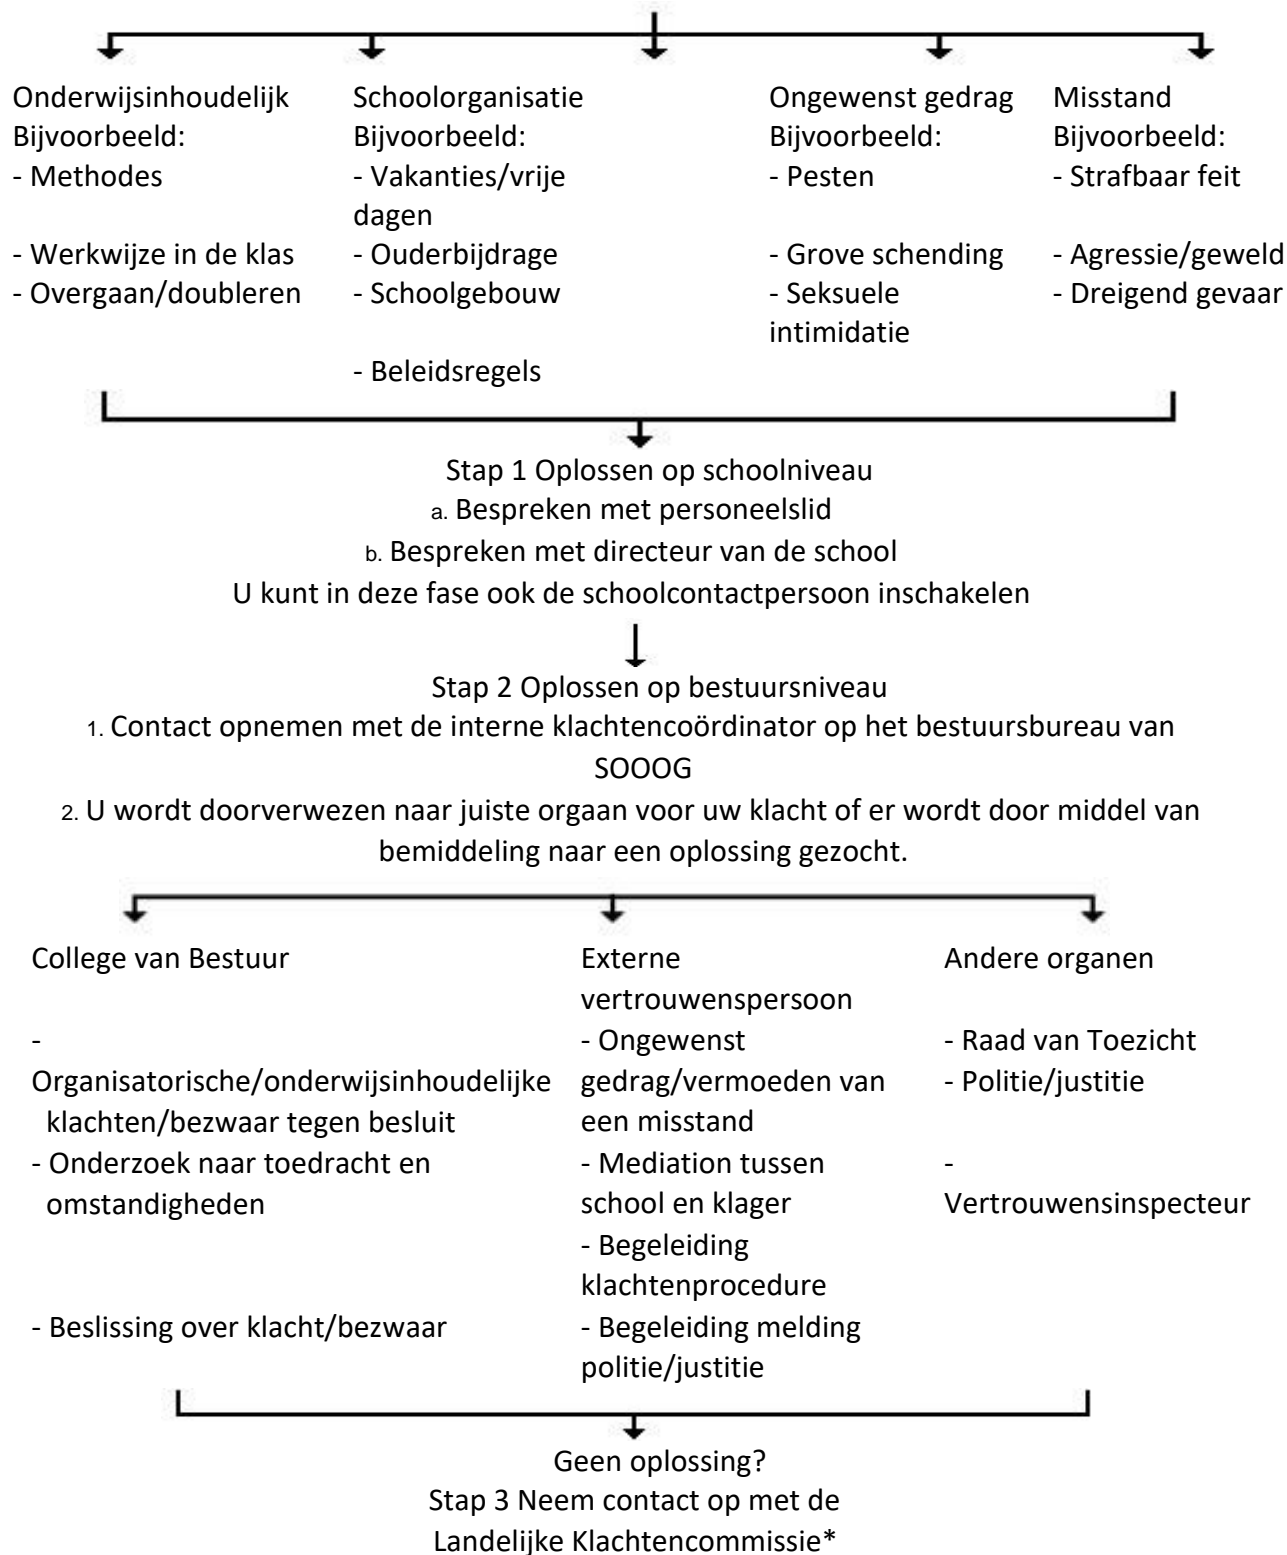 Onderwijsinhoudelijk
Bijvoorbeeld:
- Methodes
- Werkwijze in de klas
- Overgaan/doubleren
Schoolorganisatie
Bijvoorbeeld:
- Vakanties/vrije
dagen
- Ouderbijdrage
- Schoolgebouw
- Beleidsregels
Ongewenst gedrag
Bijvoorbeeld:
- Pesten
- Grove schending
- Seksuele
intimidatie
Misstand
Bijvoorbeeld:
- Strafbaar feit
- Agressie/geweld
- Dreigend gevaar
Stap 1 Oplossen op schoolniveau
a. Bespreken met personeelslid
b. Bespreken met directeur van de school
U kunt in deze fase ook de schoolcontactpersoon inschakelen
Stap 2 Oplossen op bestuursniveau
1. Contact opnemen met de interne klachtencoördinator op het bestuursbureau van
SOOOG
2. U wordt doorverwezen naar juiste orgaan voor uw klacht of er wordt door middel van
bemiddeling naar een oplossing gezocht.
College van Bestuur
-
Organisatorische/onderwijsinhoudelijke
klachten/bezwaar tegen besluit
- Onderzoek naar toedracht en
omstandigheden
- Beslissing over klacht/bezwaar
Externe
vertrouwenspersoon
- Ongewenst
gedrag/vermoeden van
een misstand
- Mediation tussen
school en klager
- Begeleiding
klachtenprocedure
- Begeleiding melding
politie/justitie
Andere organen
- Raad van Toezicht
- Politie/justitie
-
Vertrouwensinspecteur
Geen oplossing?
Stap 3 Neem contact op met de
Landelijke Klachtencommissie*